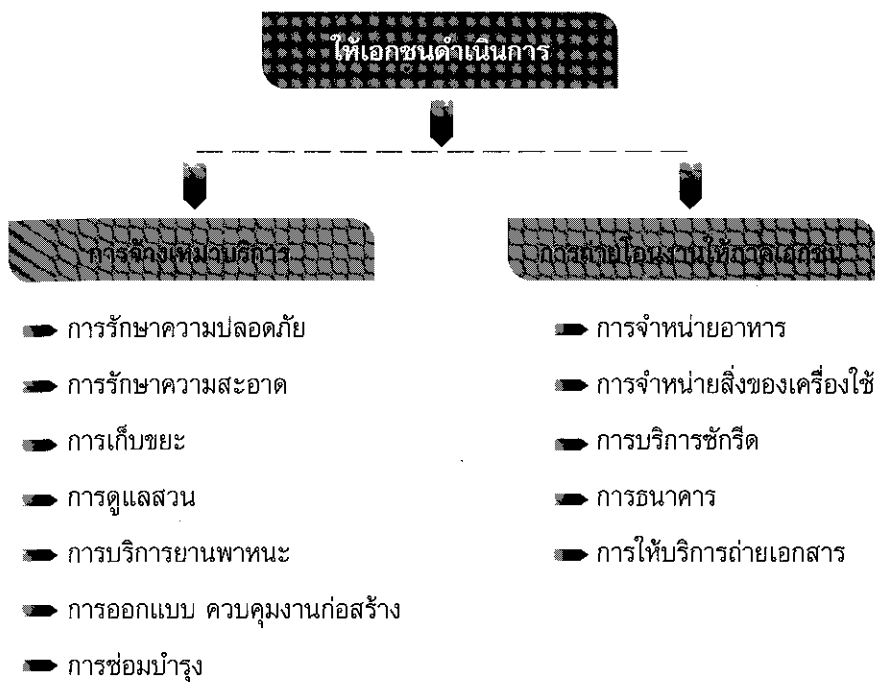 ให้เอกชนดำเนินการ
การจ้างเหมาบริการ
การรักษาความปลอดภัย
การรักษาความสะอาด
การเก็บขยะ
การดูแลสวน
การบริการยานพาหนะ
การออกแบบ ควบคุมงานก่อสร้าง
การซ่อมบำรุง
การถ่ายโอนงานให้ภาคเอกชน
การจำหน่ายอาหาร
การจำหน่ายสิ่งของเครื่องใช้
การบริการซักรีด
การธนาคาร
การให้บริการถ่ายเอกสาร